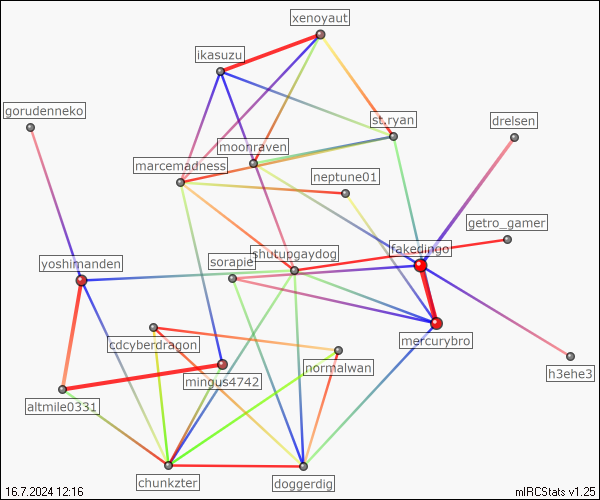 xenoyaut
ikasuzu
gorudenneko
st.ryan
drelsen
moonraven
marcemadness
neptune01
getro_gamer
fakedingo
shutupgaydog
yoshimanden
sorapie
mercurybro
cdcyberdragon
normalwan
h3ehe3
mingus4742
altmile0331
chunkzter
doggerdig
16.7.2024 12:16
mIRCStats v1.25